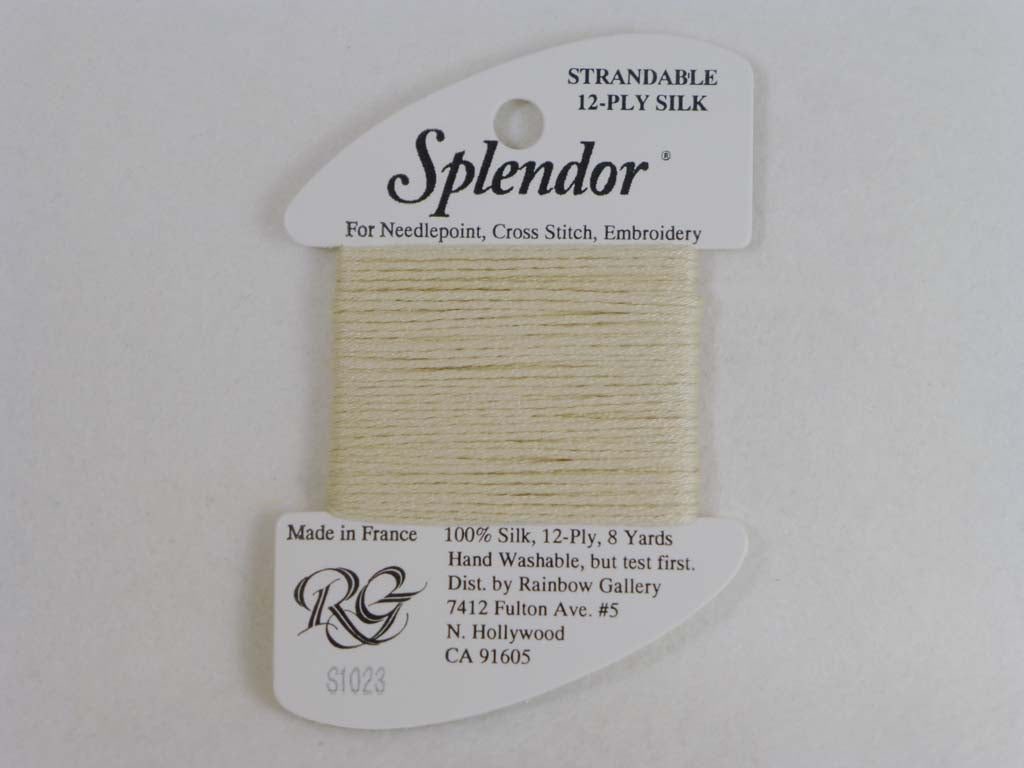 STRANDABLE
12-PLY SILK
Splendor ®
For Needlepoint, Cross Stitch, Embroidery
Made in France
RG
S1023
100% Silk, 12-Ply, 8 Yards
Hand Washable, but test first.
Dist. by Rainbow Gallery
7412 Fulton Ave. #5
N. Hollywood
CA 91605